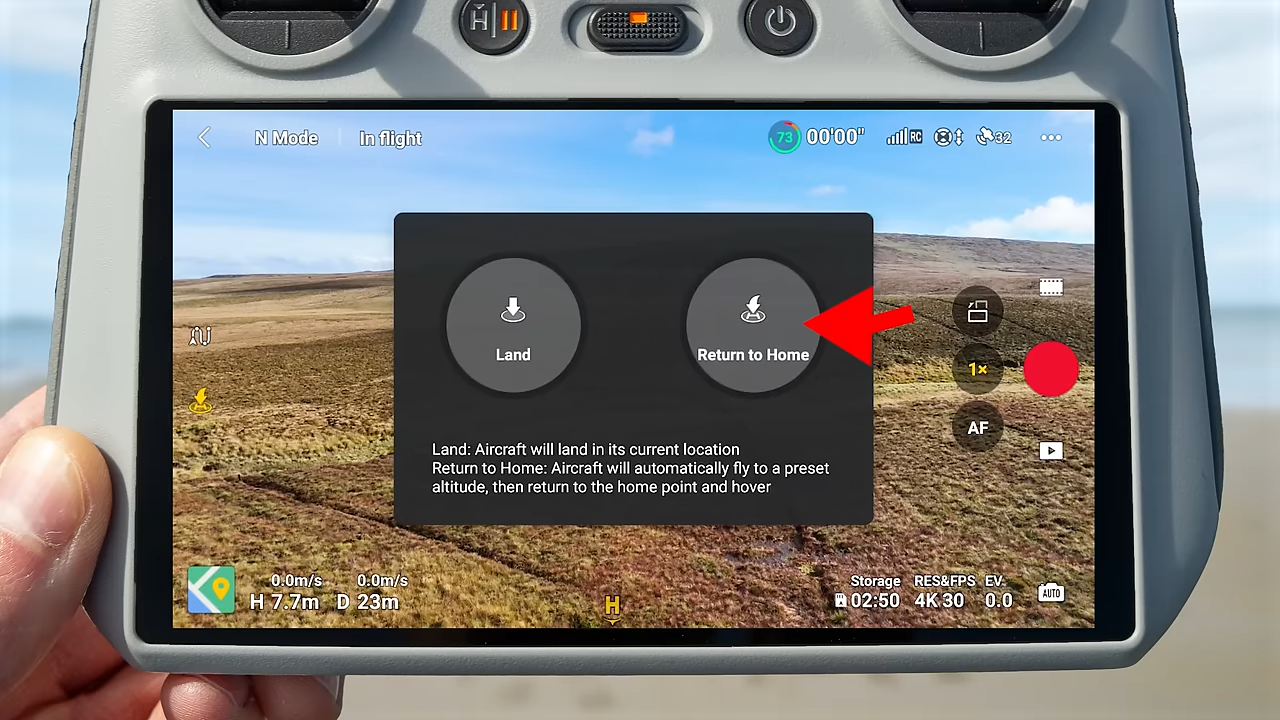 H
N Mode
In flight
73
00'00"
RC
32
Land
Return to Home
1×
AF
Land: Aircraft will land in its current location
Return to Home: Aircraft will automatically fly to a preset
altitude, then return to the home point and hover
0.0m/s 0.0m/s
H 7.7m D 23m
H
Storage RES&FPS EV.
02:50 4K 30 0.0
AUTO